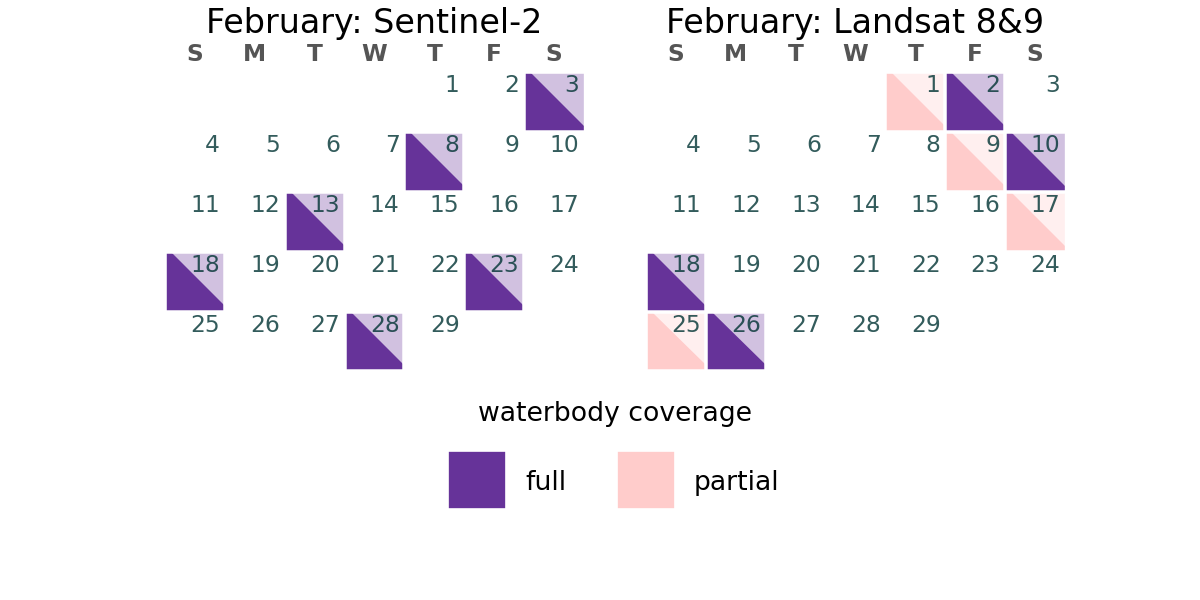 February: Sentinel-2
S M T W T F S
1 2 3
4 5 6 7 8 9 10
11 12 13 14 15 16 17
18 19 20 21 22 23 24
25 26 27 28 29
February: Landsat 8&9
S M T W T F S
1 2 3
4 5 6 7 8 9 10
11 12 13 14 15 16 17
18 19 20 21 22 23 24
25 26 27 28 29
waterbody coverage
full partial